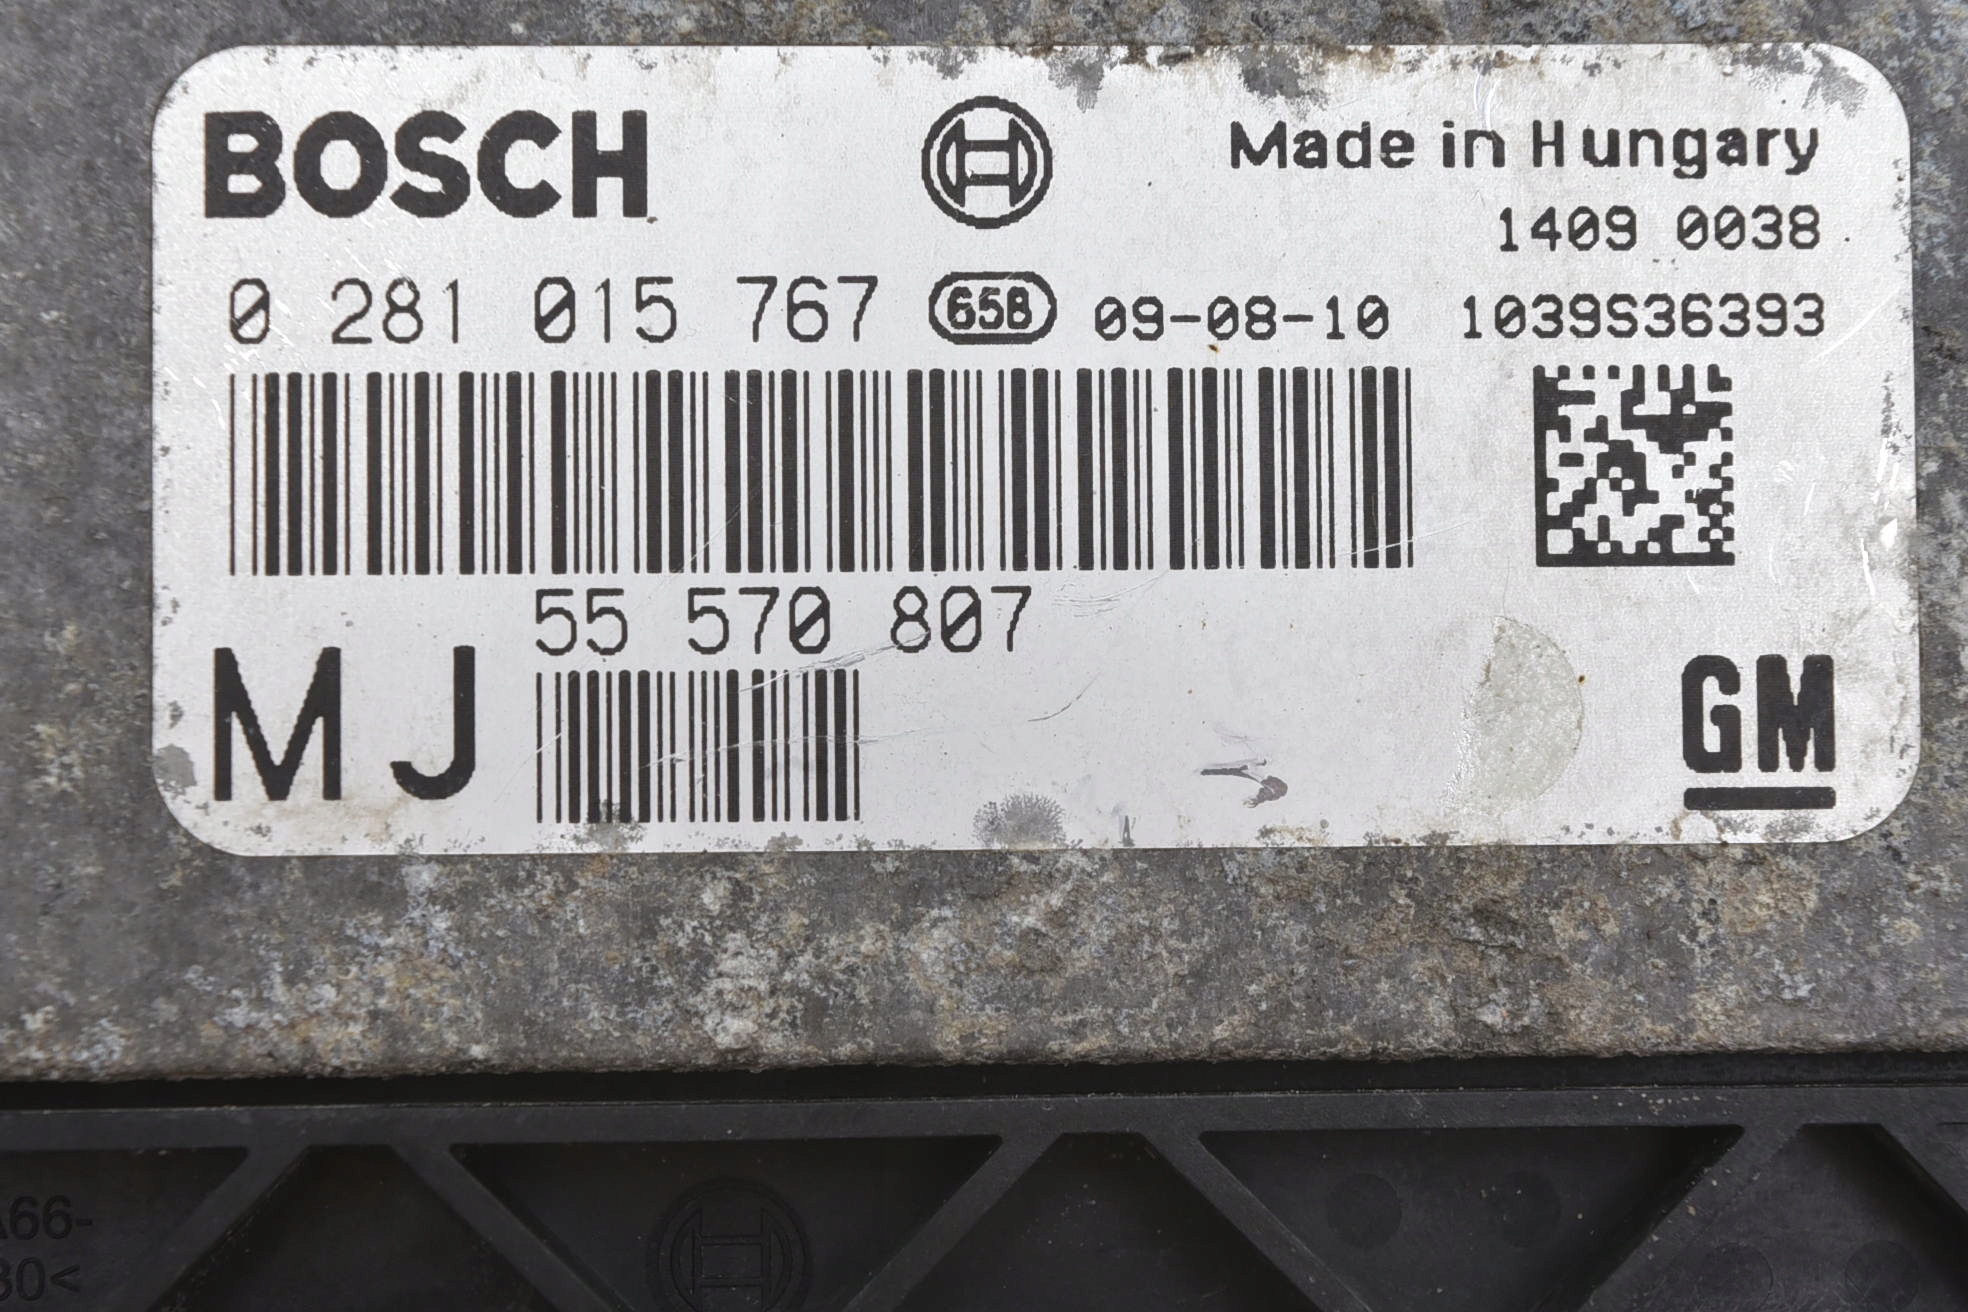 BOSCH
Made in Hungary
1409 0038
0 281 015 767 658 09-08-10 1039S36393
55 570 807
MJ
GM